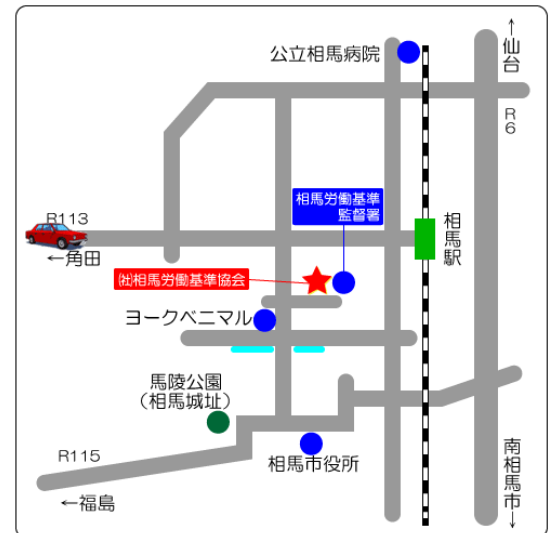 公立相馬病院
←仙台
R6
R113
←角田
相馬労働基準
監督署
相馬駅
㈳相馬労働基準協会
ヨークベニマル
馬陵公園
（相馬城址）
R115
←福島
相馬市役所
南相馬市→